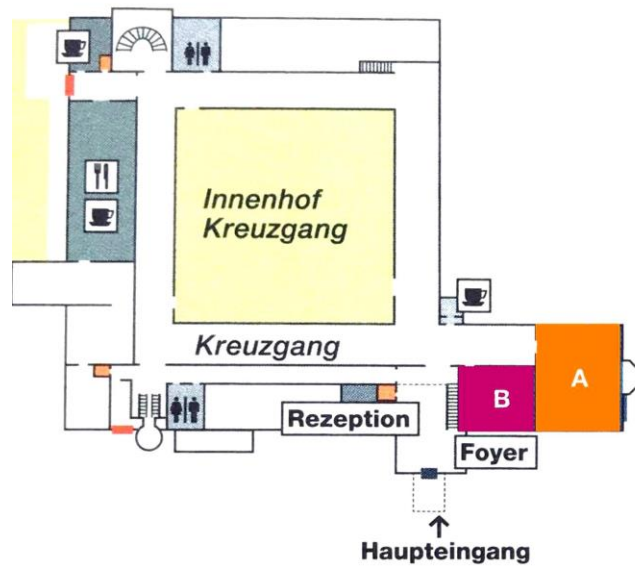 Innenhof
Kreuzgang
Kreuzgang
B
A
Rezeption
Foyer
Haupteingang